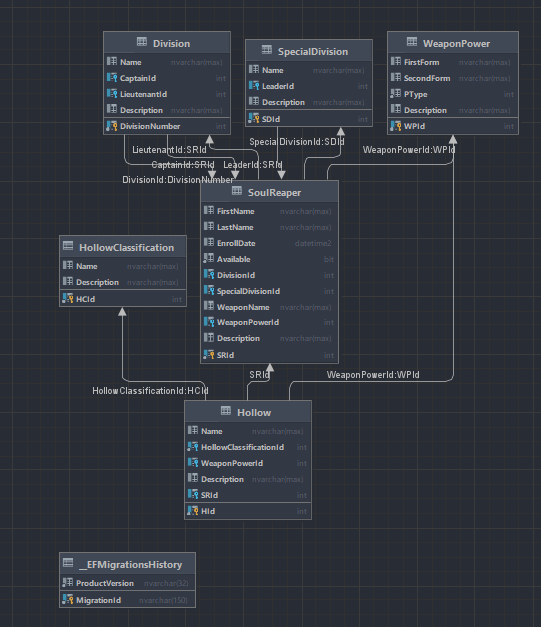 Division
Name nvarchar(max)
CaptainId int
LieutenantId int
Description nvarchar(max)
DivisionNumber int
SpecialDivision
Name nvarchar(max)
LeaderId int
Description nvarchar(max)
SDId int
WeaponPower
FirstForm nvarchar(max)
SecondForm nvarchar(max)
PType int
Description nvarchar(max)
WPId int
LieutenantId:SRId
SpecialDivisionId:SDId
WeaponPowerId:WPId
CaptainId:SRId
LeaderId:SRId
DivisionId:DivisionNumber
SoulReaper
FirstName nvarchar(max)
LastName nvarchar(max)
EnrollDate datetime2
Available bit
DivisionId int
SpecialDivisionId int
WeaponName nvarchar(max)
WeaponPowerId int
Description nvarchar(max)
SRId int
HollowClassification
Name nvarchar(max)
Description nvarchar(max)
HCId int
SRId
WeaponPowerId:WPId
HollowClassificationId:HCId
Hollow
Name nvarchar(max)
HollowClassificationId int
WeaponPowerId int
Description nvarchar(max)
SRId int
HId int
__EFMigrationsHistory
ProductVersion nvarchar(32)
MigrationId nvarchar(150)